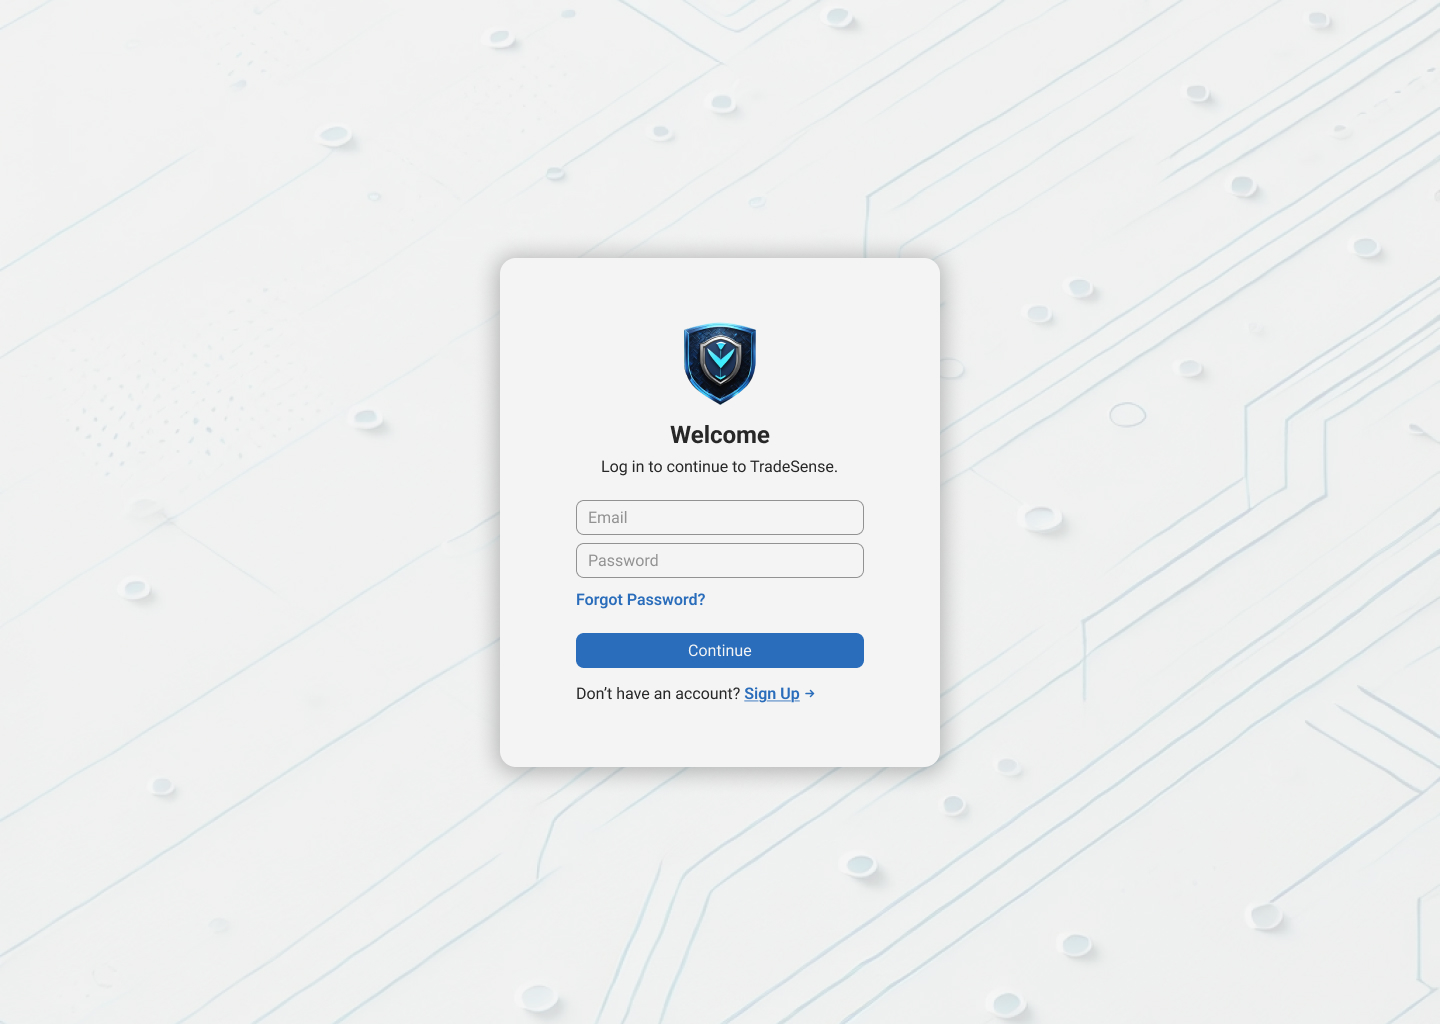 Welcome
Log in to continue to TradeSense.
Email
Password
Forgot Password?
Continue
Don’t have an account? Sign Up →